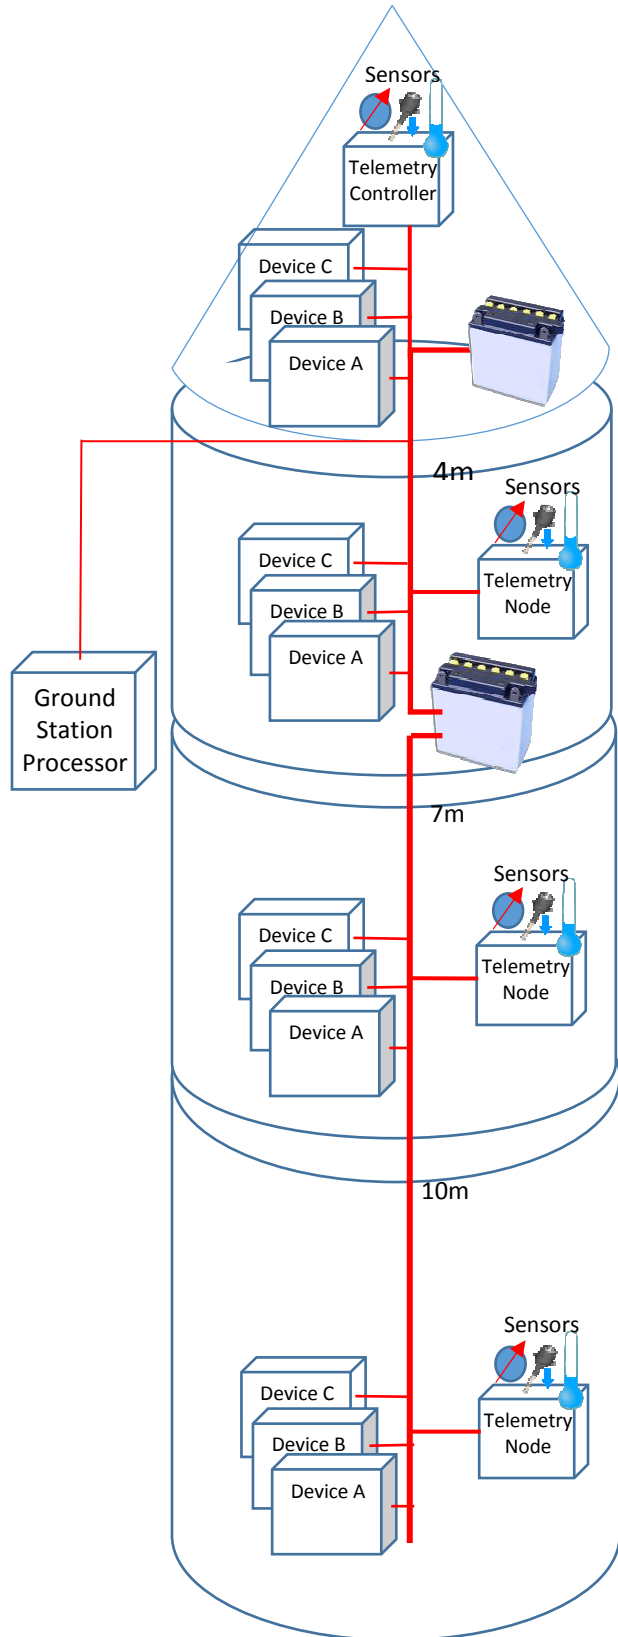 Sensors
Telemetry
Controller
Device C
Device B
Device A
4m
Sensors
Device C
Telemetry
Node
Device B
Device A
Ground
Station
Processor
7m
Sensors
Device C
Telemetry
Node
Device B
Device A
10m
Sensors
Device C
Telemetry
Node
Device B
Device A